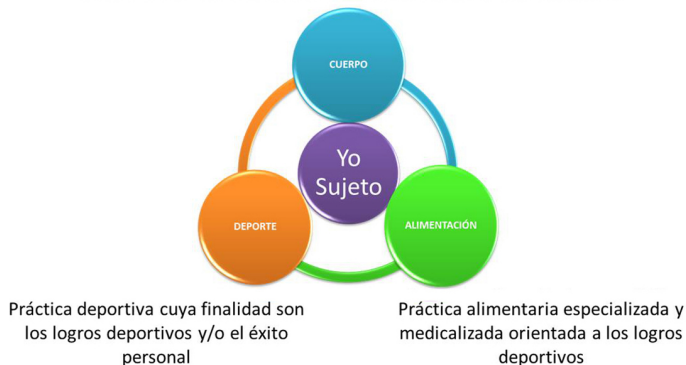 CUERPO
Yo
Sujeto
DEPORTE
ALIMENTACIÓN
Práctica deportiva cuya finalidad son
los logros deportivos y/o el éxito
personal
Práctica alimentaria especializada y
medicalizada orientada a los logros
deportivos